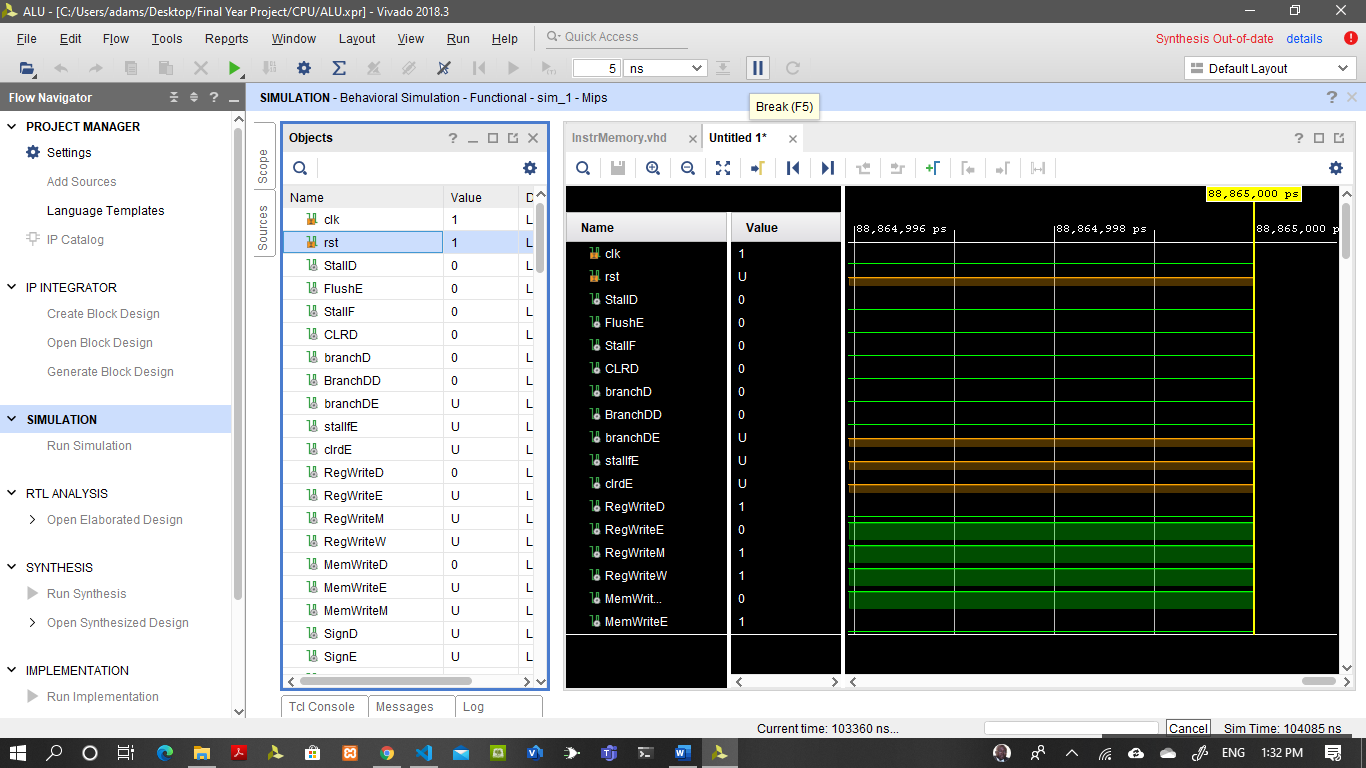 ALU - [C:/Users/adams/Desktop/Final Year Project/CPU/ALU.xpr] - Vivado 2018.3
File Edit Flow Tools Reports Window Layout View Run Help Quick Access Synthesis Out-of-date details
5 ns Default Layout
Flow Navigator
SIMULATION - Behavioral Simulation - Functional - sim_1 - Mips
Break (F5)
PROJECT MANAGER
Settings
Add Sources
Language Templates
IP Catalog
IP INTEGRATOR
Create Block Design
Open Block Design
Generate Block Design
SIMULATION
Run Simulation
RTL ANALYSIS
Open Elaborated Design
SYNTHESIS
Run Synthesis
Open Synthesized Design
IMPLEMENTATION
Run Implementation
Scope
Sources
Objects
Name Value D
clk 1 L
rst 1 L
StallD 0 L
FlushE 0 L
StallF 0 L
CLRD 0 L
branchD 0 L
BranchDD 0 L
branchDE U L
stallfE U L
clrdE U L
RegWriteD 0 L
RegWriteE U L
RegWriteM U L
RegWriteW U L
MemWriteD 0 L
MemWriteE U L
MemWriteM U L
SignD U L
SignE U L
Tcl Console Messages Log
InstrMemory.vhd Untitled 1*
88,865,000 ps
Name Value
88,864,996 ps 88,864,998 ps 88,865,000 p
clk 1
rst U
StallD 0
FlushE 0
StallF 0
CLRD 0
branchD 0
BranchDD 0
branchDE U
stallfE U
clrdE U
RegWriteD 1
RegWriteE 0
RegWriteM 1
RegWriteW 1
MemWrit... 0
MemWriteE 1
Current time: 103360 ns... Cancel Sim Time: 104085 ns
ENG 1:32 PM